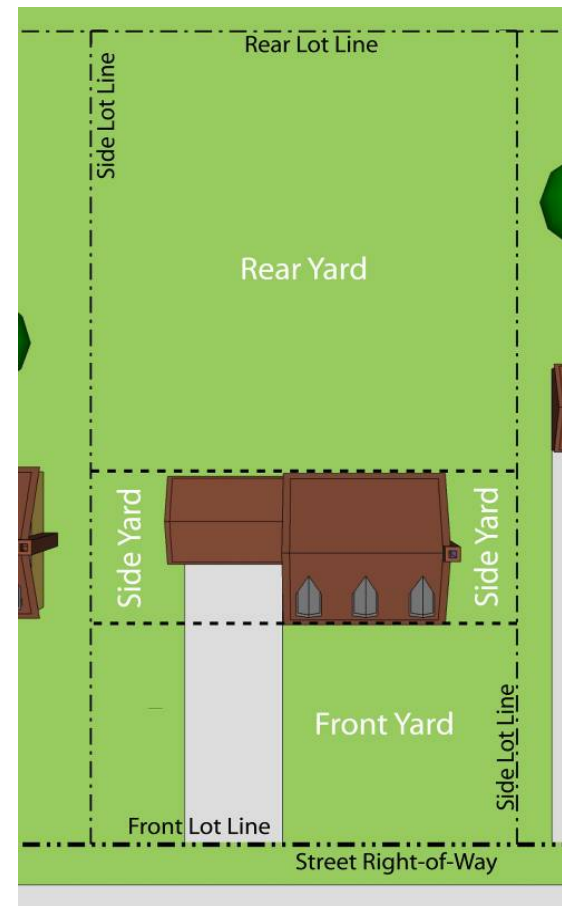 Rear Lot Line
Side Lot Line
Rear Yard
Side Yard
Side Yard
Front Yard
Side Lot Line
Front Lot Line
Street Right-of-Way